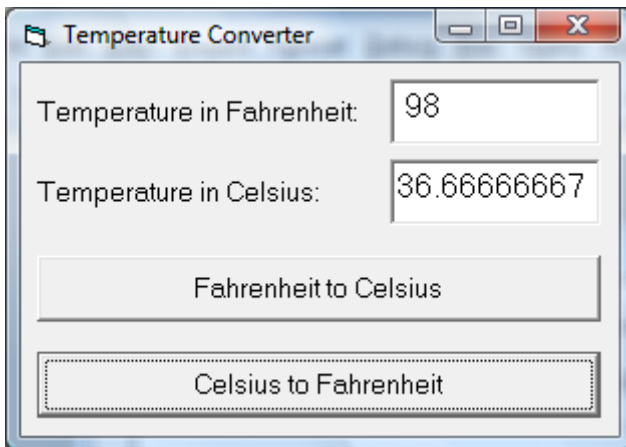 Temperature Converter
Temperature in Fahrenheit: 98
Temperature in Celsius: 36.66666667
Fahrenheit to Celsius
Celsius to Fahrenheit